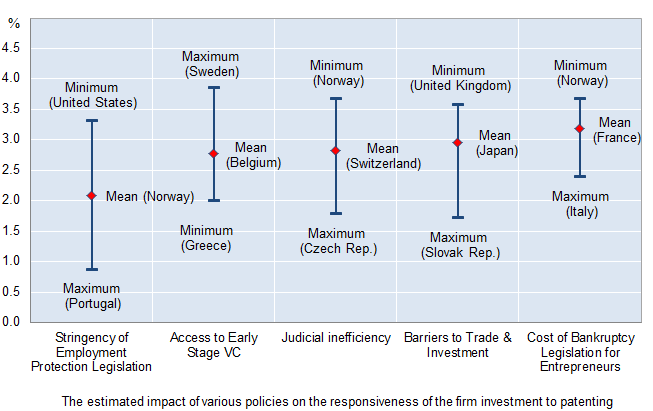 %
4.5
4.0
3.5
3.0
2.5
2.0
1.5
1.0
0.5
0.0
Minimum
(United States)
Mean (Norway)
Maximum
(Portugal)
Maximum
(Sweden)
Mean
(Belgium)
Minimum
(Greece)
Minimum
(Norway)
Mean
(Switzerland)
Maximum
(Czech Rep.)
Minimum
(United Kingdom)
Mean
(Japan)
Maximum
(Slovak Rep.)
Minimum
(Norway)
Mean
(France)
Maximum
(Italy)
Stringency of
Employment
Protection Legislation
Access to Early
Stage VC
Judicial inefficiency
Barriers to Trade &
Investment
Cost of Bankruptcy
Legislation for
Entrepreneurs
The estimated impact of various policies on the responsiveness of the firm investment to patenting